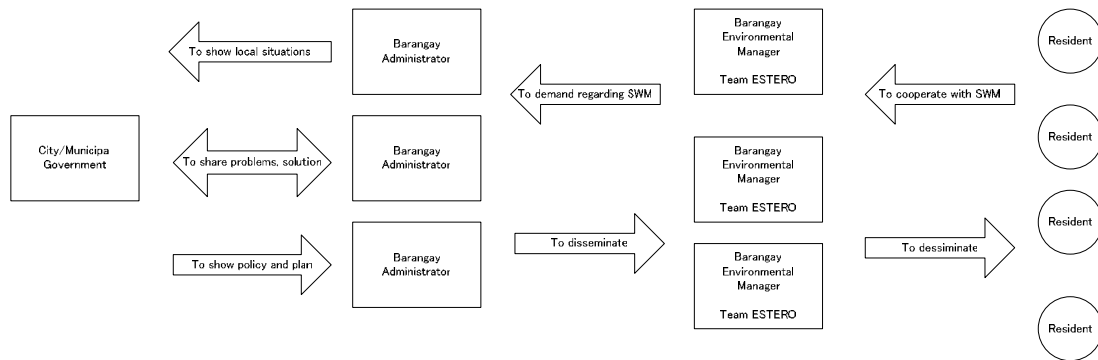 City/Municipa
Government
To show local situations
To share problems, solution
To show policy and plan
Barangay
Administrator
Barangay
Administrator
Barangay
Administrator
To demand regarding SWM
To disseminate
Barangay
Environmental
Manager
Team ESTERO
Barangay
Environmental
Manager
Team ESTERO
Barangay
Environmental
Manager
Team ESTERO
To cooperate with SWM
To dessiminate
Resident
Resident
Resident
Resident